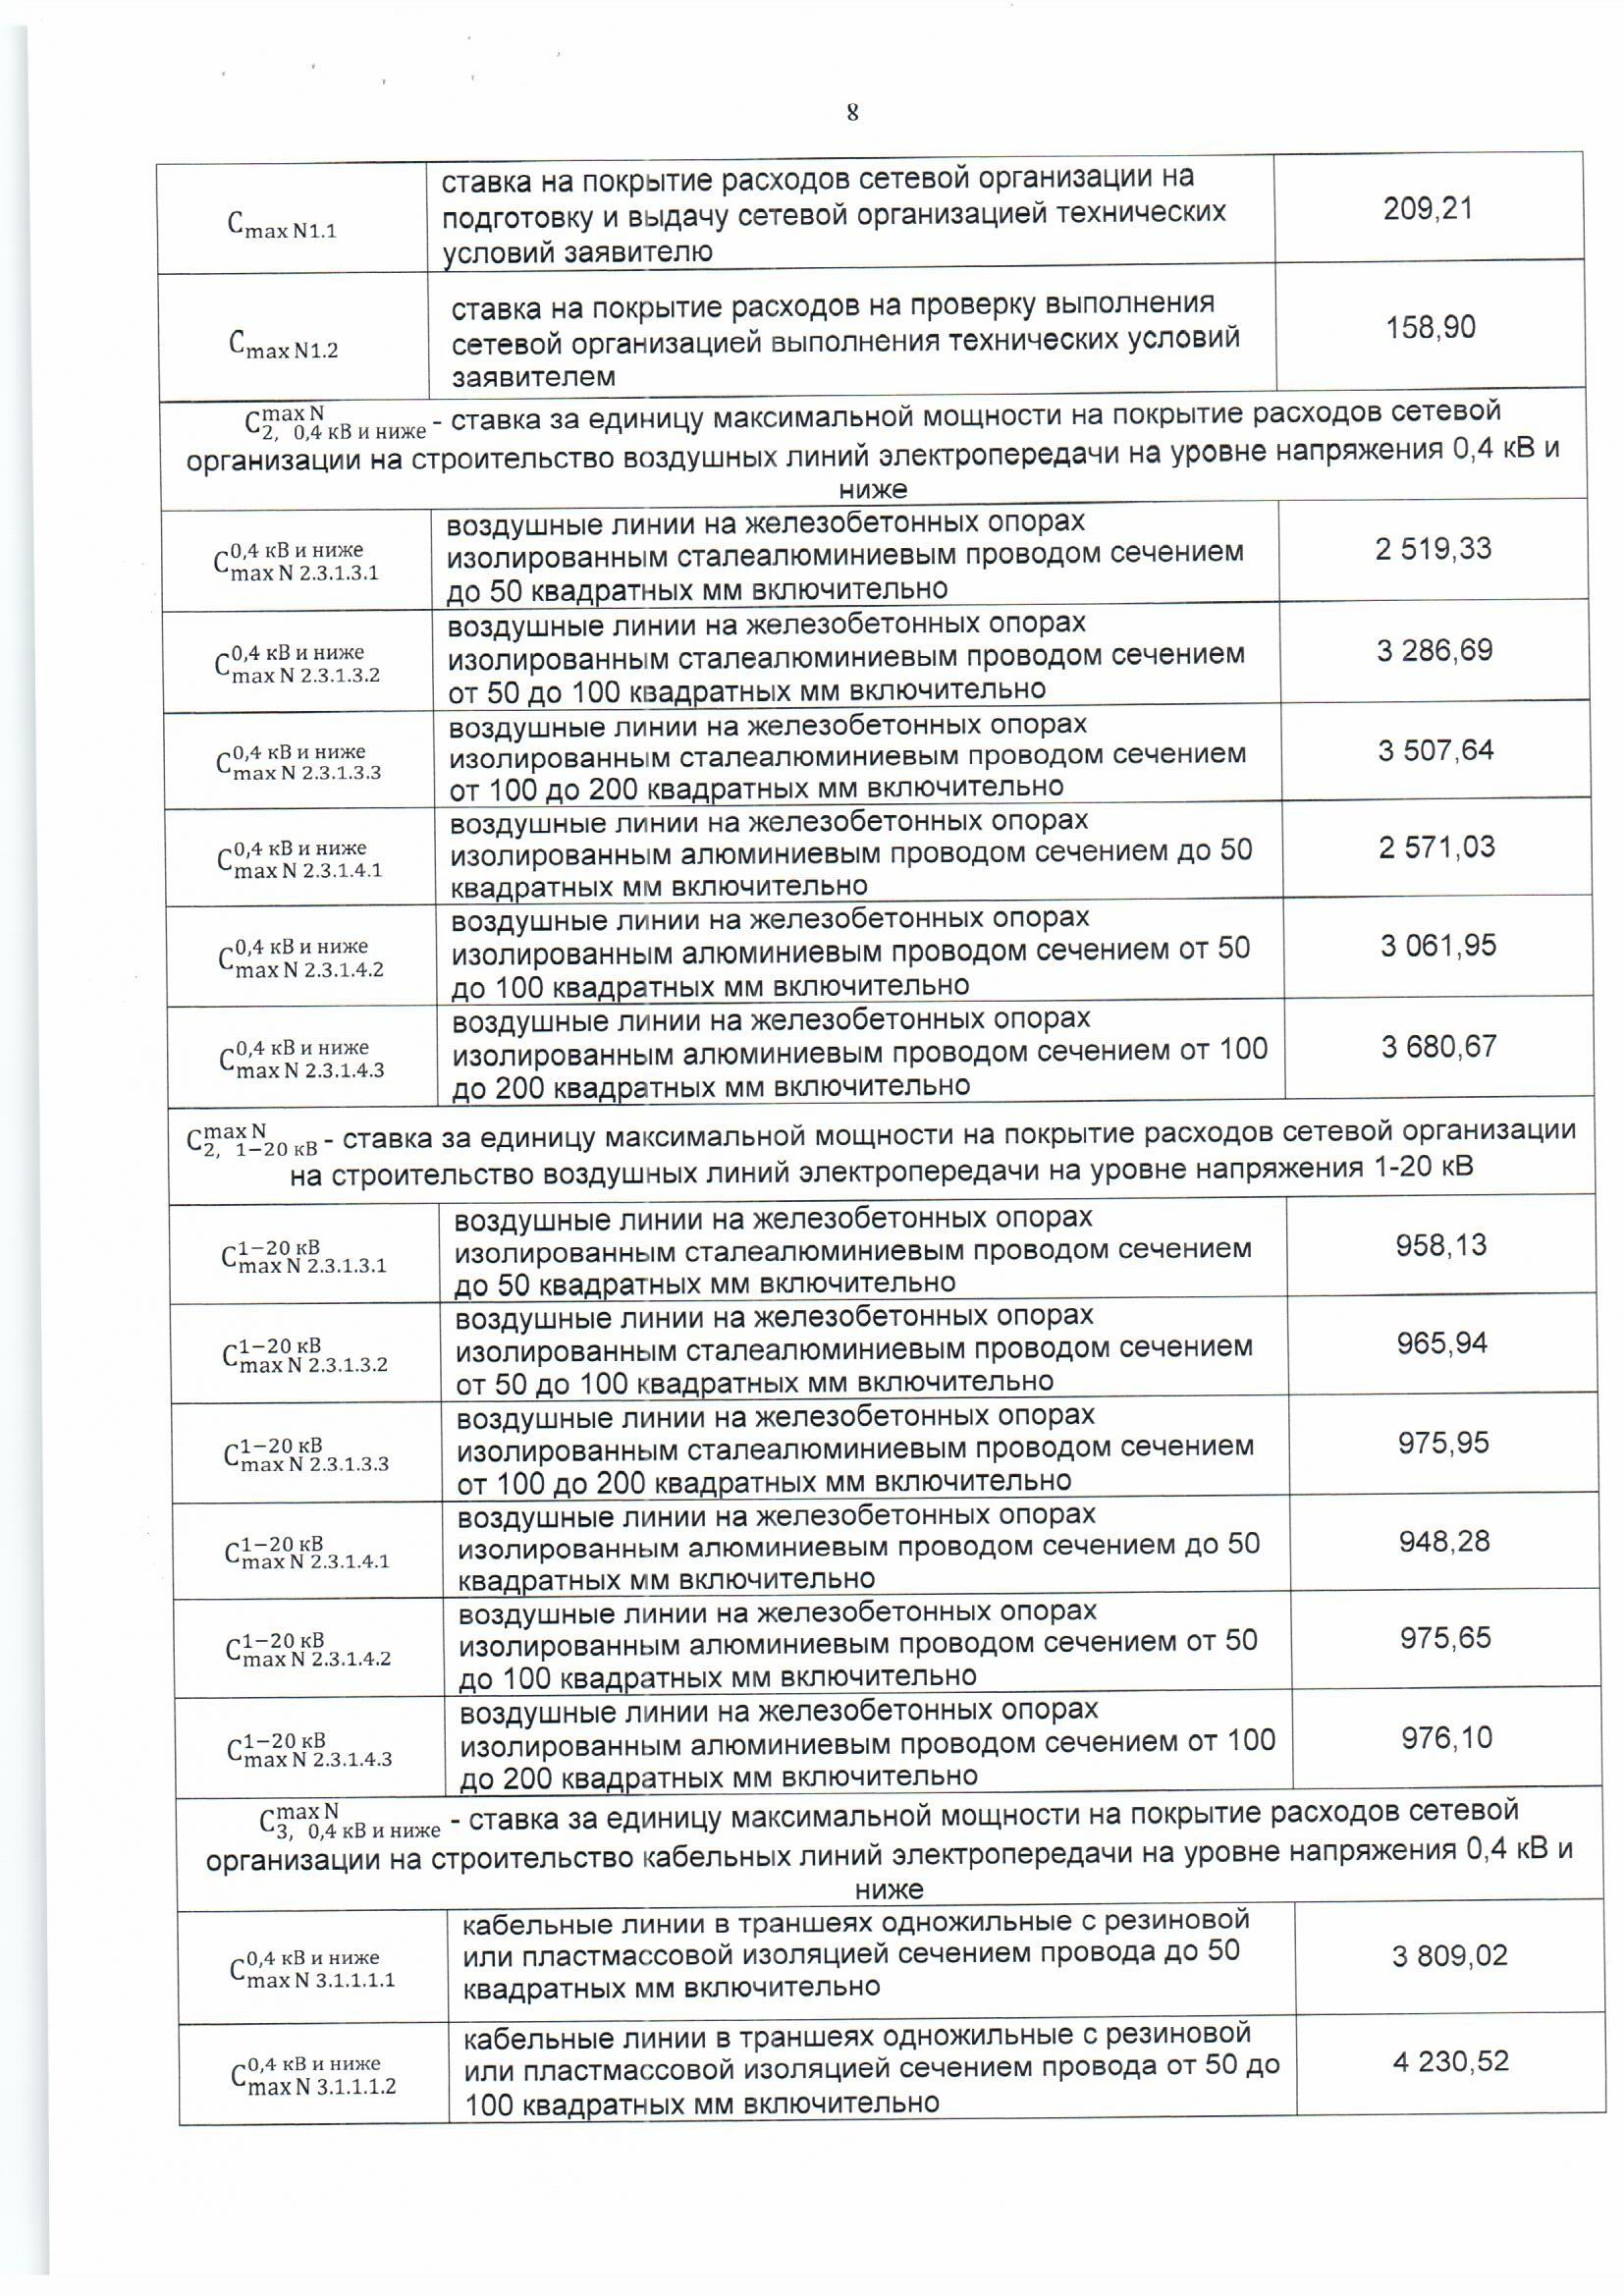 8
C max N1.1
ставка на покрытие расходов сетевой организации на
подготовку и выдачу сетевой организацией технических
условий заявителю
209,21
C max N1.2
ставка на покрытие расходов на проверку выполнения
сетевой организацией выполнения технических условий
заявителем
158,90
C max N 2, 0,4 кВ и ниже - ставка за единицу максимальной мощности на покрытие расходов сетевой
организации на строительство воздушных линий электропередачи на уровне напряжения 0,4 кВ и
ниже
C 0,4 кВ и ниже max N 2.3.1.3.1
воздушные линии на железобетонных опорах
изолированным сталеалюминиевым проводом сечением
до 50 квадратных мм включительно
2 519,33
C 0,4 кВ и ниже max N 2.3.1.3.2
воздушные линии на железобетонных опорах
изолированным сталеалюминиевым проводом сечением
от 50 до 100 квадратных мм включительно
3 286,69
C 0,4 кВ и ниже max N 2.3.1.3.3
воздушные линии на железобетонных опорах
изолированным сталеалюминиевым проводом сечением
от 100 до 200 квадратных мм включительно
3 507,64
C 0,4 кВ и ниже max N 2.3.1.4.1
воздушные линии на железобетонных опорах
изолированным алюминиевым проводом сечением до 50
квадратных мм включительно
2 571,03
C 0,4 кВ и ниже max N 2.3.1.4.2
воздушные линии на железобетонных опорах
изолированным алюминиевым проводом сечением от 50
до 100 квадратных мм включительно
3 061,95
C 0,4 кВ и ниже max N 2.3.1.4.3
воздушные линии на железобетонных опорах
изолированным алюминиевым проводом сечением от 100
до 200 квадратных мм включительно
3 680,67
C max N 2, 1−20 кВ - ставка за единицу максимальной мощности на покрытие расходов сетевой организации
на строительство воздушных линий электропередачи на уровне напряжения 1-20 кВ
C 1−20 кВ max N 2.3.1.3.1
воздушные линии на железобетонных опорах
изолированным сталеалюминиевым проводом сечением
до 50 квадратных мм включительно
958,13
C 1−20 кВ max N 2.3.1.3.2
воздушные линии на железобетонных опорах
изолированным сталеалюминиевым проводом сечением
от 50 до 100 квадратных мм включительно
965,94
C 1−20 кВ max N 2.3.1.3.3
воздушные линии на железобетонных опорах
изолированным сталеалюминиевым проводом сечением
от 100 до 200 квадратных мм включительно
975,95
C 1−20 кВ max N 2.3.1.4.1
воздушные линии на железобетонных опорах
изолированным алюминиевым проводом сечением до 50
квадратных мм включительно
948,28
C 1−20 кВ max N 2.3.1.4.2
воздушные линии на железобетонных опорах
изолированным алюминиевым проводом сечением от 50
до 100 квадратных мм включительно
975,65
C 1−20 кВ max N 2.3.1.4.3
воздушные линии на железобетонных опорах
изолированным алюминиевым проводом сечением от 100
до 200 квадратных мм включительно
976,10
C max N 3, 0,4 кВ и ниже - ставка за единицу максимальной мощности на покрытие расходов сетевой
организации на строительство кабельных линий электропередачи на уровне напряжения 0,4 кВ и
ниже
C 0,4 кВ и ниже max N 3.1.1.1.1
кабельные линии в траншеях одножильные с резиновой
или пластмассовой изоляцией сечением провода до 50
квадратных мм включительно
3 809,02
C 0,4 кВ и ниже max N 3.1.1.1.2
кабельные линии в траншеях одножильные с резиновой
или пластмассовой изоляцией сечением провода от 50 до
100 квадратных мм включительно
4 230,52